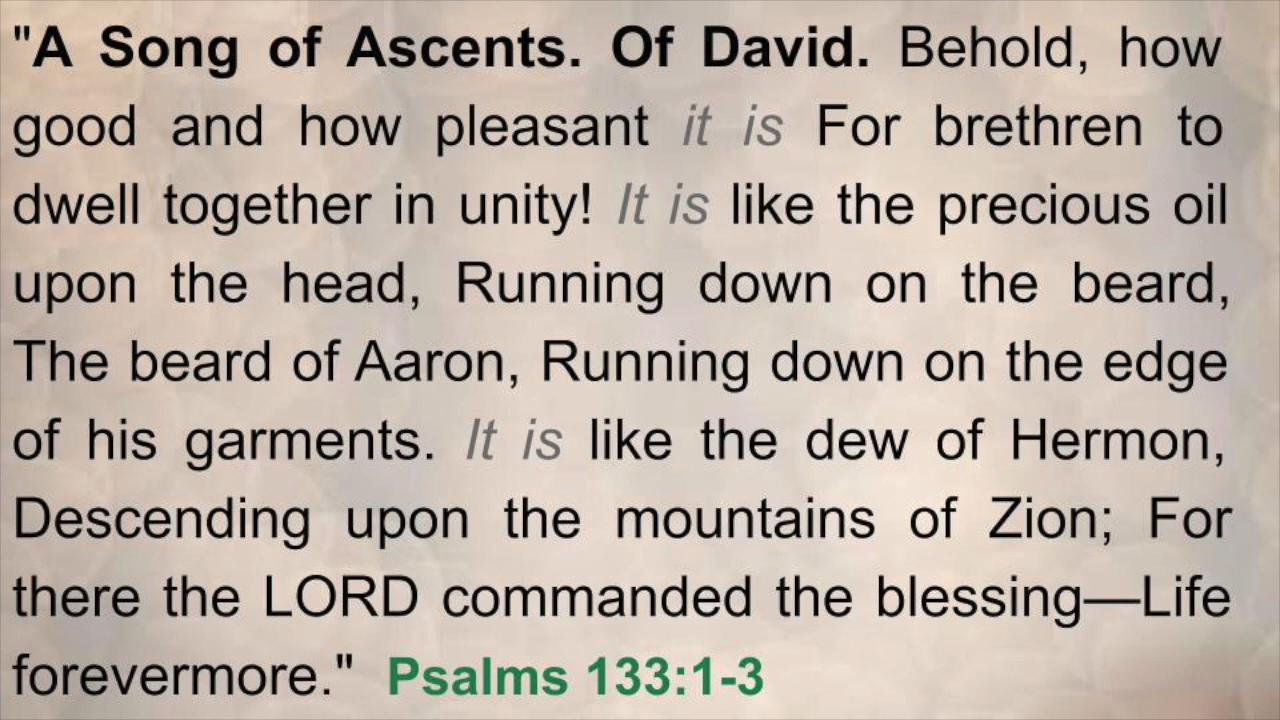 "A Song of Ascents. Of David. Behold, how
good and how pleasant it is For brethren to
dwell together in unity! It is like the precious oil
upon the head, Running down on the beard,
The beard of Aaron, Running down on the edge
of his garments. It is like the dew of Hermon,
Descending upon the mountains of Zion; For
there the LORD commanded the blessing—Life
forevermore." Psalms 133:1-3